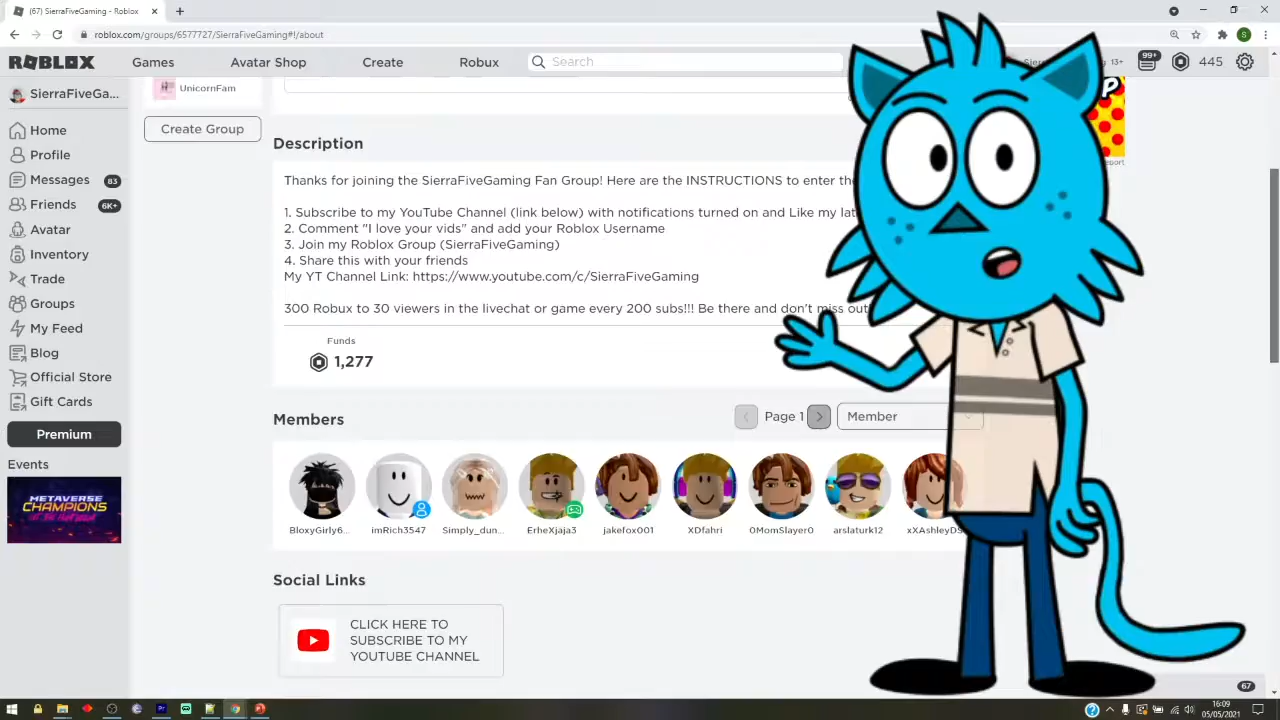 (67) SierraFiveGaming - Roblox
roblox.com/groups/6577727/SierraFiveGaming#!/about
ROBLOX Games Avatar Shop Create Robux Search 13+ 99+ 445
SierraFiveGa...
Home
Profile
Messages 83
Friends 6K+
Avatar
Inventory
Trade
Groups
My Feed
Blog
Official Store
Gift Cards
Premium
Events
METAVERSE
CHAMPIONS
UnicornFam
Create Group
Description
Thanks for joining the SierraFiveGaming Fan Group! Here are the INSTRUCTIONS to enter the
1. Subscribe to my YouTube Channel (link below) with notifications turned on and Like my lat
2. Comment "I love your vids" and add your Roblox Username
3. Join my Roblox Group (SierraFiveGaming)
4. Share this with your friends
My YT Channel Link: https://www.youtube.com/c/SierraFiveGaming
300 Robux to 30 viewers in the livechat or game every 200 subs!!! Be there and don't miss out
Funds
1,277
Members
Page 1
Member
BloxyGirly6... imRich3547 Simply_dun... ErheXjaja3 jakefox001 XDfahri 0MomSlayer0 arslaturk12 xXAshleyDS
Social Links
CLICK HERE TO
SUBSCRIBE TO MY
YOUTUBE CHANNEL
67
16:09
05/05/2021